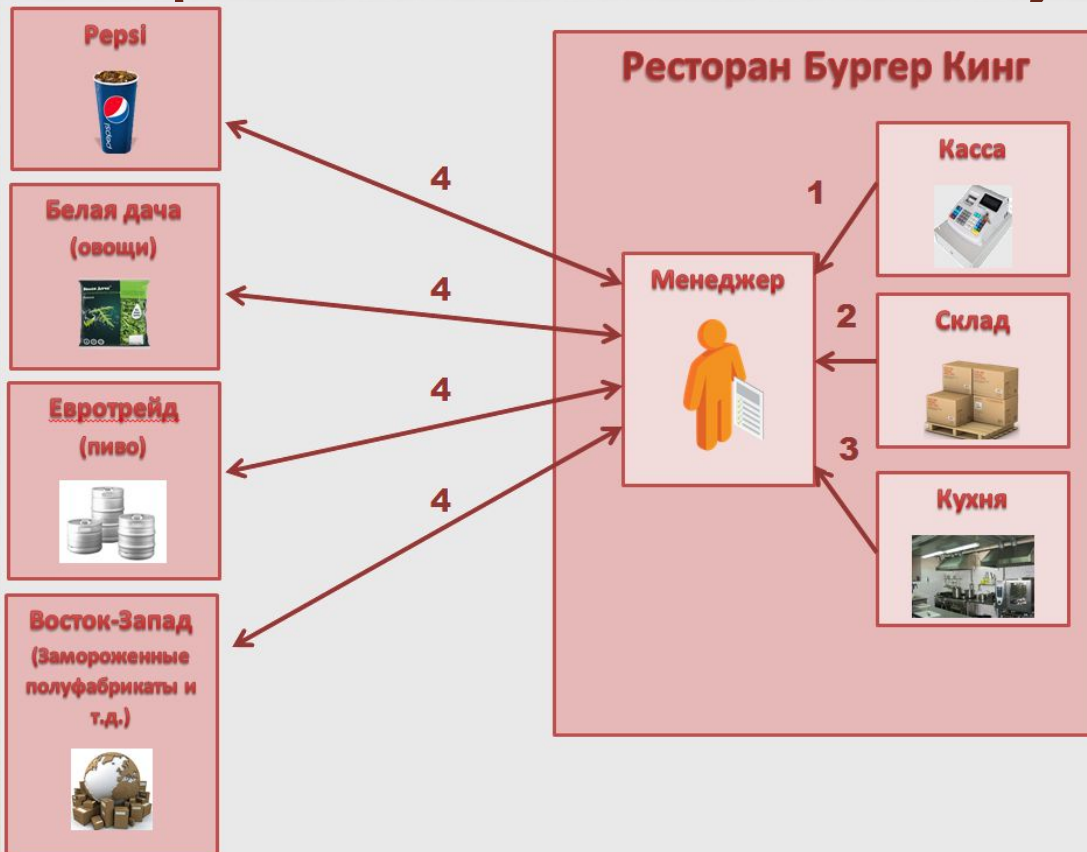 Pepsi
pepsi
Белая дача
(овощи)
Евротрейд
(пиво)
Восток-Запад
(Замороженные
полуфабрикаты и
т.д.)
4
4
4
4
Ресторан Бургер Кинг
Менеджер
1
Касса
2
Склад
3
Кухня